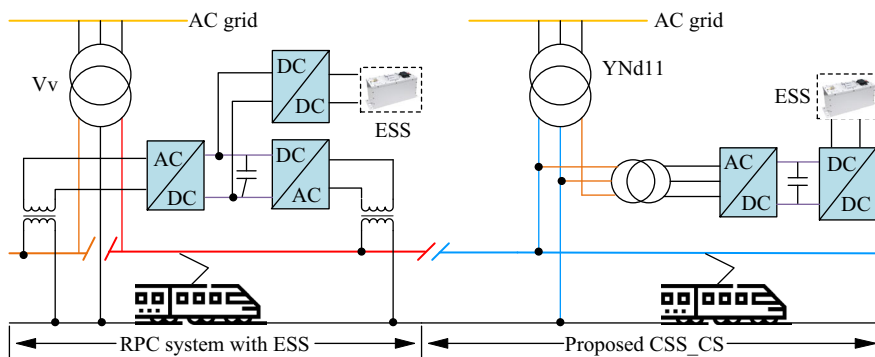 AC grid
AC grid
Vv
DC
DC
ESS
YNd11
ESS
AC
DC
DC
AC
AC
DC
DC
DC
RPC system with ESS
Proposed CSS_CS